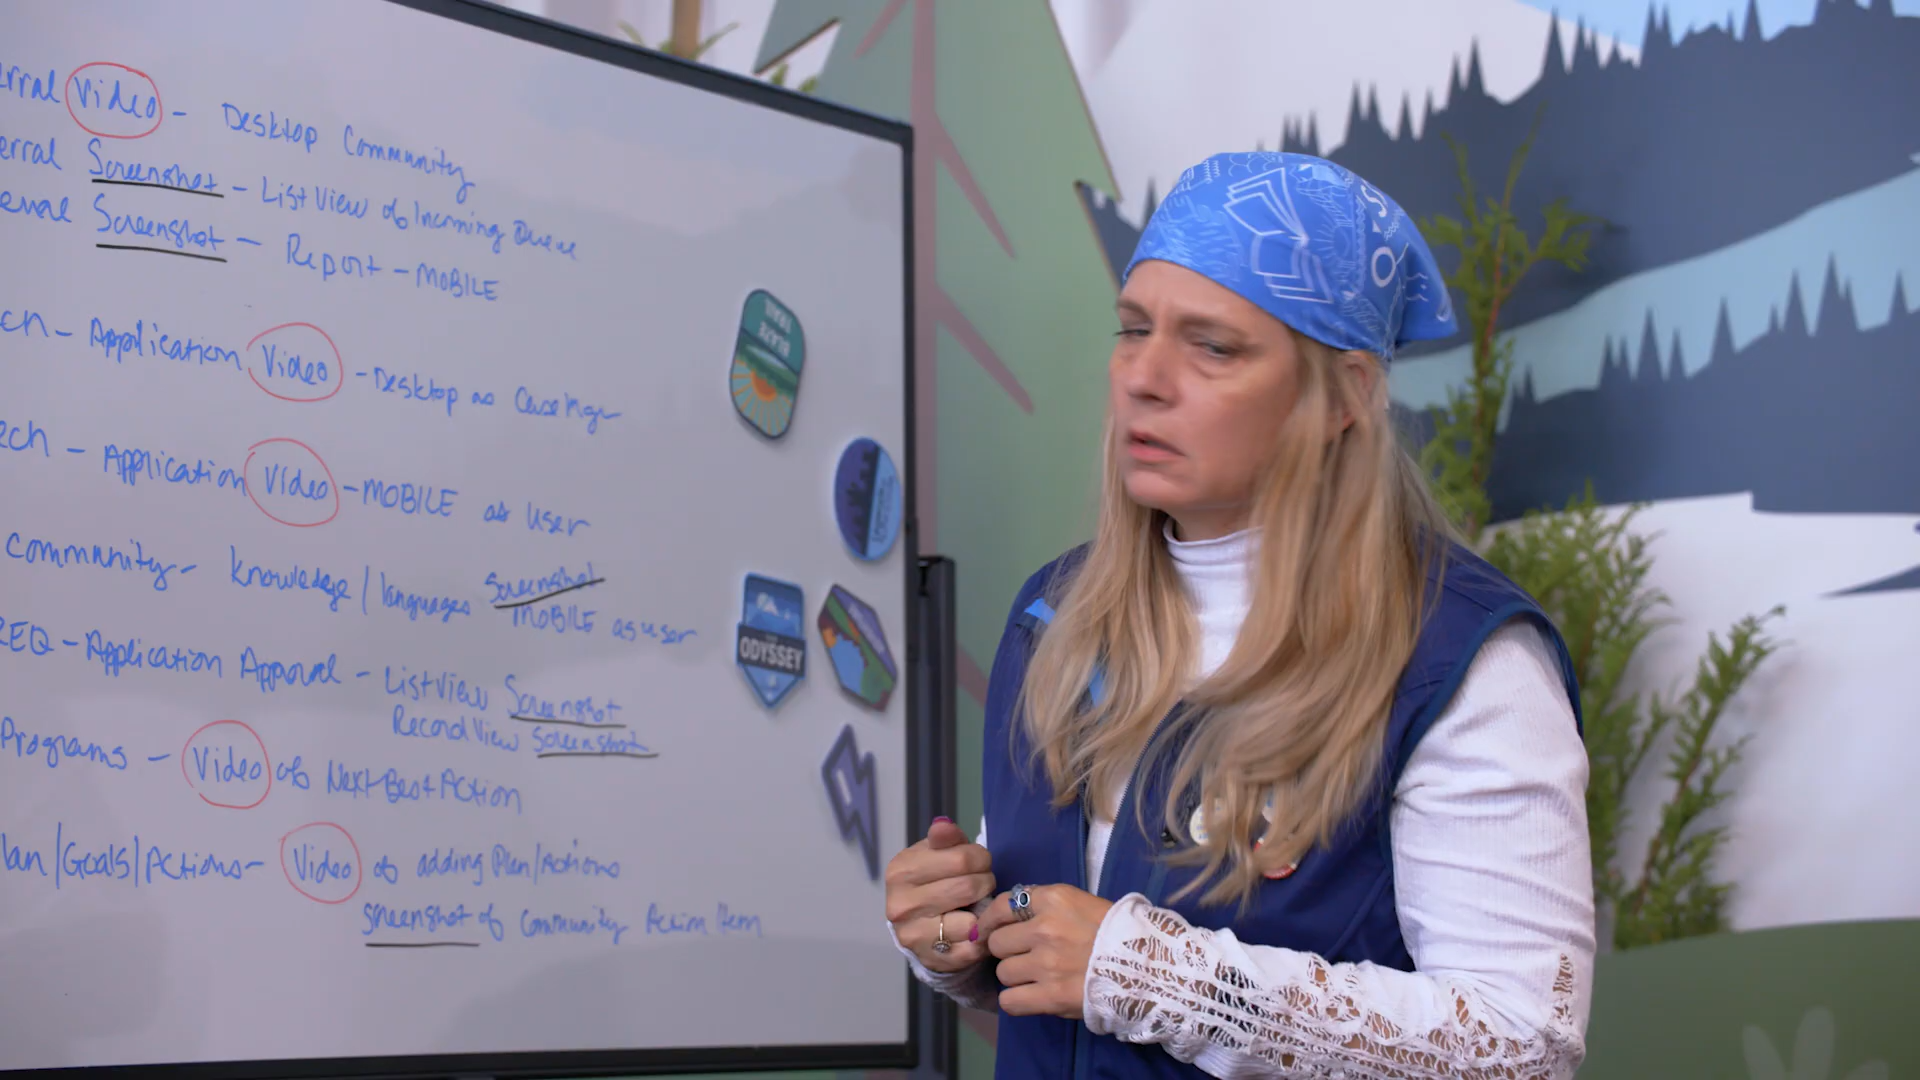 erral Video - Desktop Community
erral Screenshot - List View of Incoming Queue
Screenshot - Report - MOBILE
ch - Application Video - Desktop as Case Mgr
ech - Application Video - MOBILE as User
Community - Knowledge/languages Screenshot
MOBILE as user
REQ - Application Approval - List View Screenshot
Record View Screenshot
Programs - Video of Next Best Action
lan/Goals/Actions - Video of adding Plan/Actions
Screenshot of Community Action Item
ODYSSEY